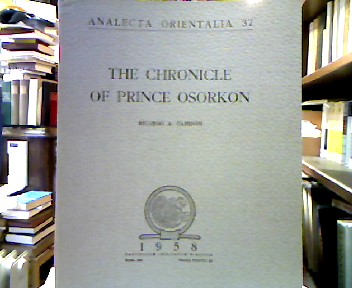 ANALECTA ORIENTALIA 37
THE CHRONICLE
OF PRINCE OSORKON
RICARDO A. CAMINOS
1958